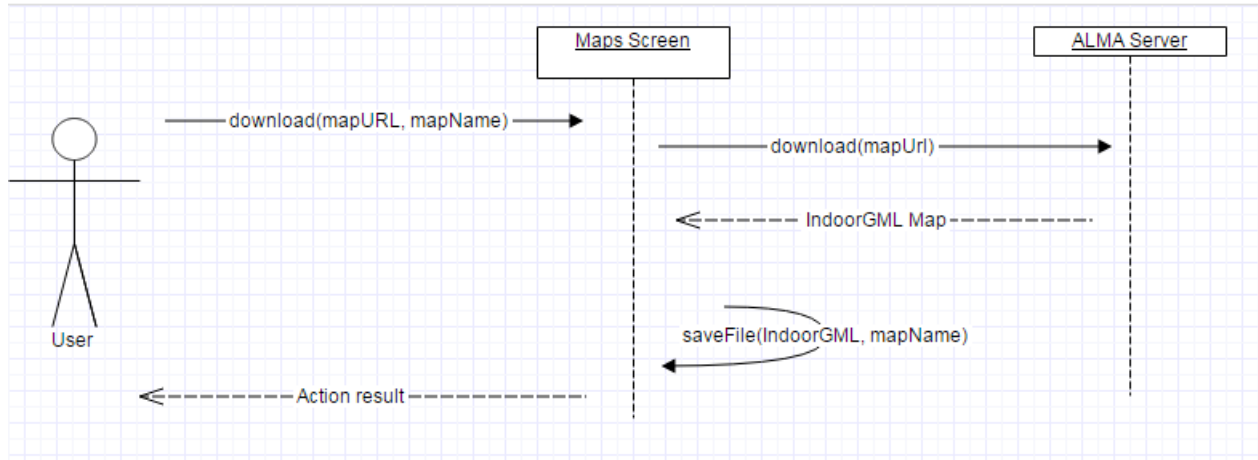 Maps Screen
ALMA Server
download(mapURL, mapName)
download(mapUrl)
IndoorGML Map
saveFile(IndoorGML, mapName)
User
Action result